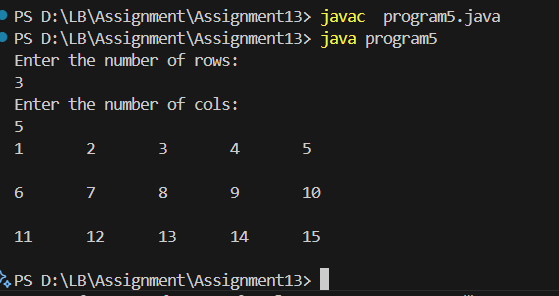 PS D:\LB\Assignment\Assignment13> javac  program5.java
PS D:\LB\Assignment\Assignment13> java program5
Enter the number of rows:
3
Enter the number of cols:
5
1       2       3       4       5
6       7       8       9       10
11      12      13      14      15
PS D:\LB\Assignment\Assignment13>